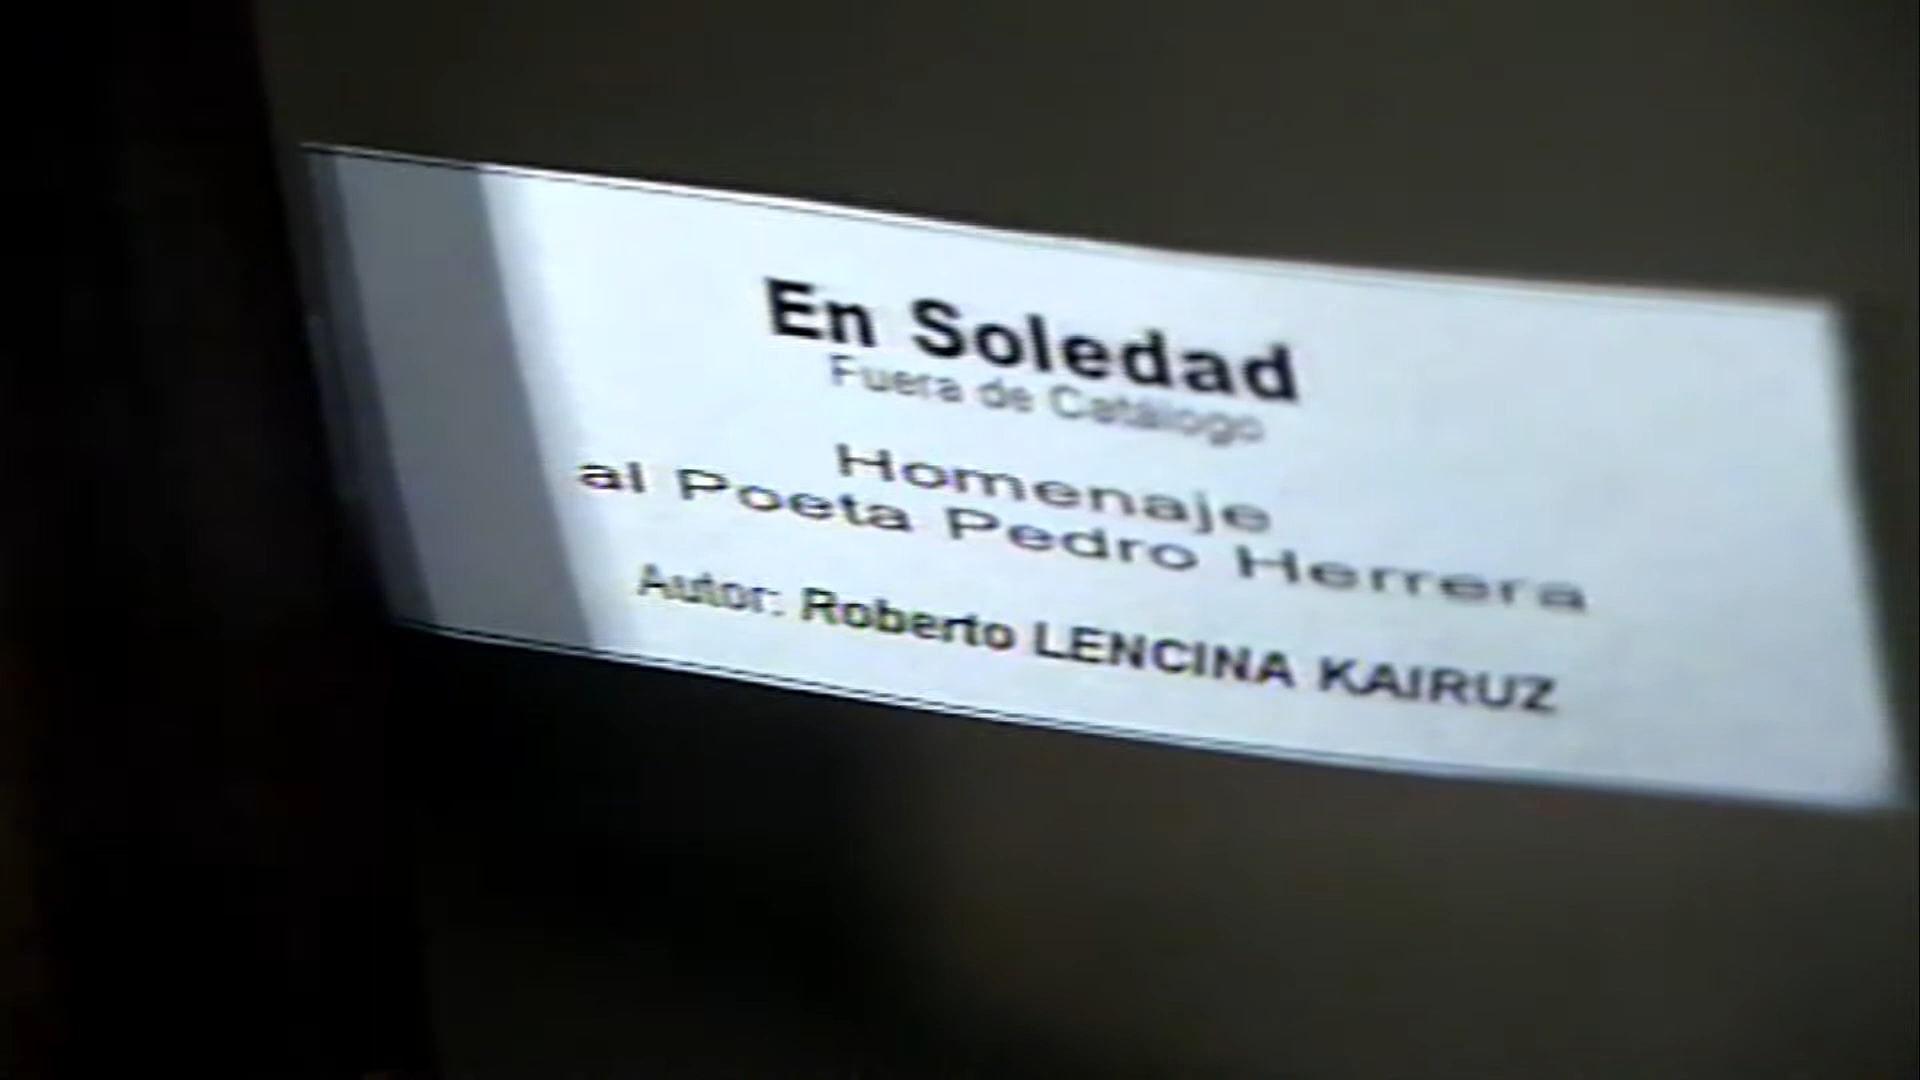 En Soledad
Fuera de Catálogo
Homenaje
al Poeta Pedro Herrera
Autor: Roberto LENCINA KAIRUZ